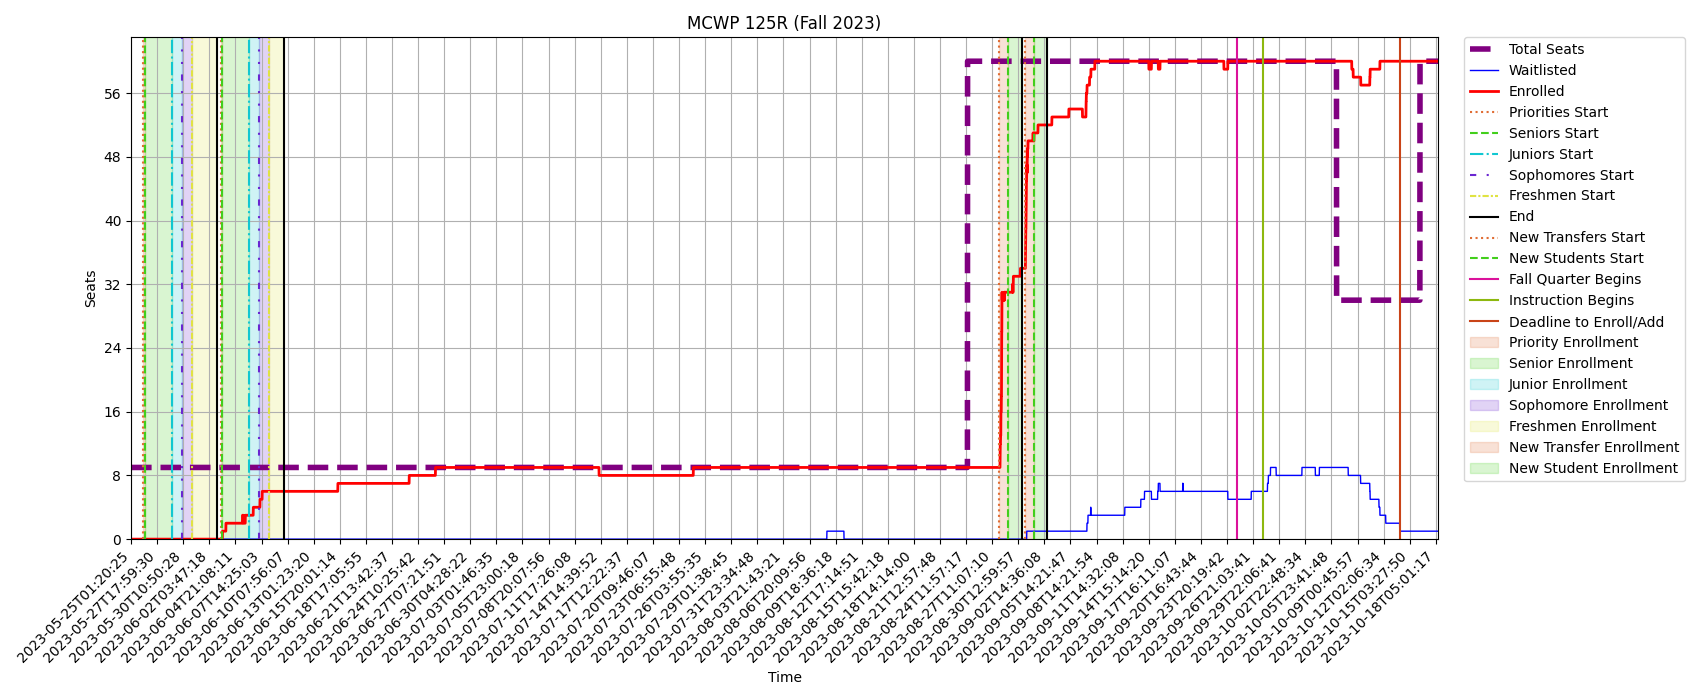 MCWP 125R (Fall 2023)
Seats
56
48
40
32
24
16
8
0
2023-05-25T01:20:25
2023-05-27T17:59:30
2023-05-30T10:50:28
2023-06-02T03:47:18
2023-06-04T21:08:11
2023-06-07T14:25:03
2023-06-10T07:56:07
2023-06-13T01:23:20
2023-06-15T20:01:14
2023-06-18T17:05:55
2023-06-21T13:42:37
2023-06-24T10:25:42
2023-06-27T07:21:51
2023-06-30T04:28:22
2023-07-03T01:46:35
2023-07-05T23:00:18
2023-07-08T20:07:56
2023-07-11T17:26:08
2023-07-14T14:39:52
2023-07-17T12:22:37
2023-07-20T09:46:07
2023-07-23T06:55:48
2023-07-26T03:55:35
2023-07-29T01:38:45
2023-07-31T23:34:48
2023-08-03T21:43:21
2023-08-06T20:09:56
2023-08-09T18:36:18
2023-08-12T17:14:51
2023-08-15T15:42:18
2023-08-18T14:14:00
2023-08-21T12:57:48
2023-08-24T11:57:17
2023-08-27T11:07:10
2023-08-30T12:59:57
2023-09-02T14:36:08
2023-09-05T14:21:47
2023-09-08T14:21:54
2023-09-11T14:32:08
2023-09-14T15:14:20
2023-09-17T16:11:07
2023-09-20T16:43:44
2023-09-23T20:19:42
2023-09-26T21:03:41
2023-09-29T22:06:41
2023-10-02T22:48:34
2023-10-05T23:41:48
2023-10-09T00:45:57
2023-10-12T02:06:34
2023-10-15T03:27:50
2023-10-18T05:01:17
Time
Total Seats
Waitlisted
Enrolled
Priorities Start
Seniors Start
Juniors Start
Sophomores Start
Freshmen Start
End
New Transfers Start
New Students Start
Fall Quarter Begins
Instruction Begins
Deadline to Enroll/Add
Priority Enrollment
Senior Enrollment
Junior Enrollment
Sophomore Enrollment
Freshmen Enrollment
New Transfer Enrollment
New Student Enrollment